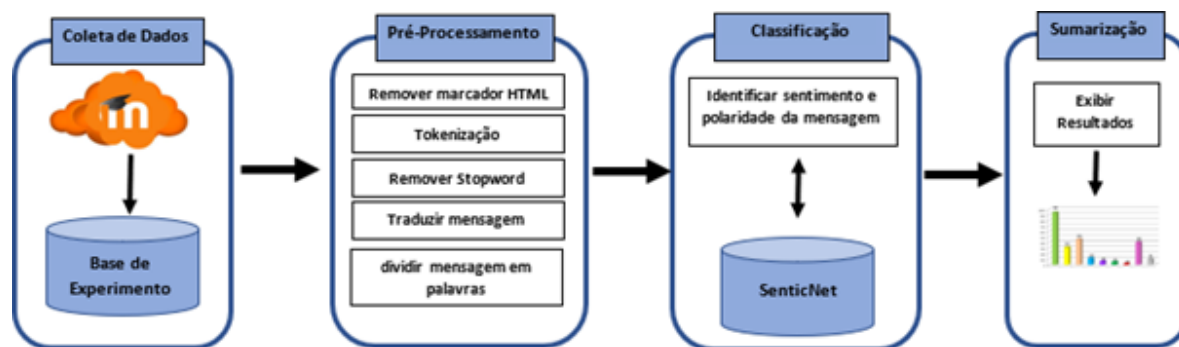 Coleta de Dados
Base de
Experimento
Pré-Processamento
Remover marcador HTML
Tokenização
Remover Stopword
Traduzir mensagem
dividir mensagem em
palavras
Classificação
Identificar sentimento e
polaridade da mensagem
SenticNet
Sumarização
Exibir
Resultados